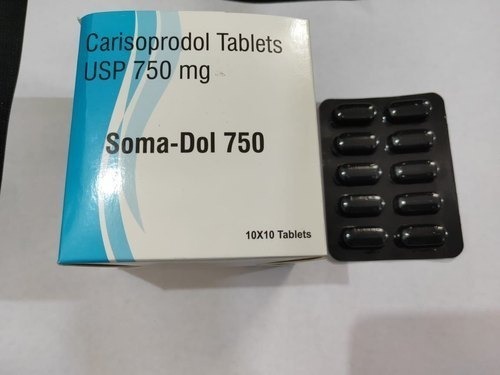 Carisoprodol Tablets
USP 750 mg
Soma-Dol 750
10X10 Tablets